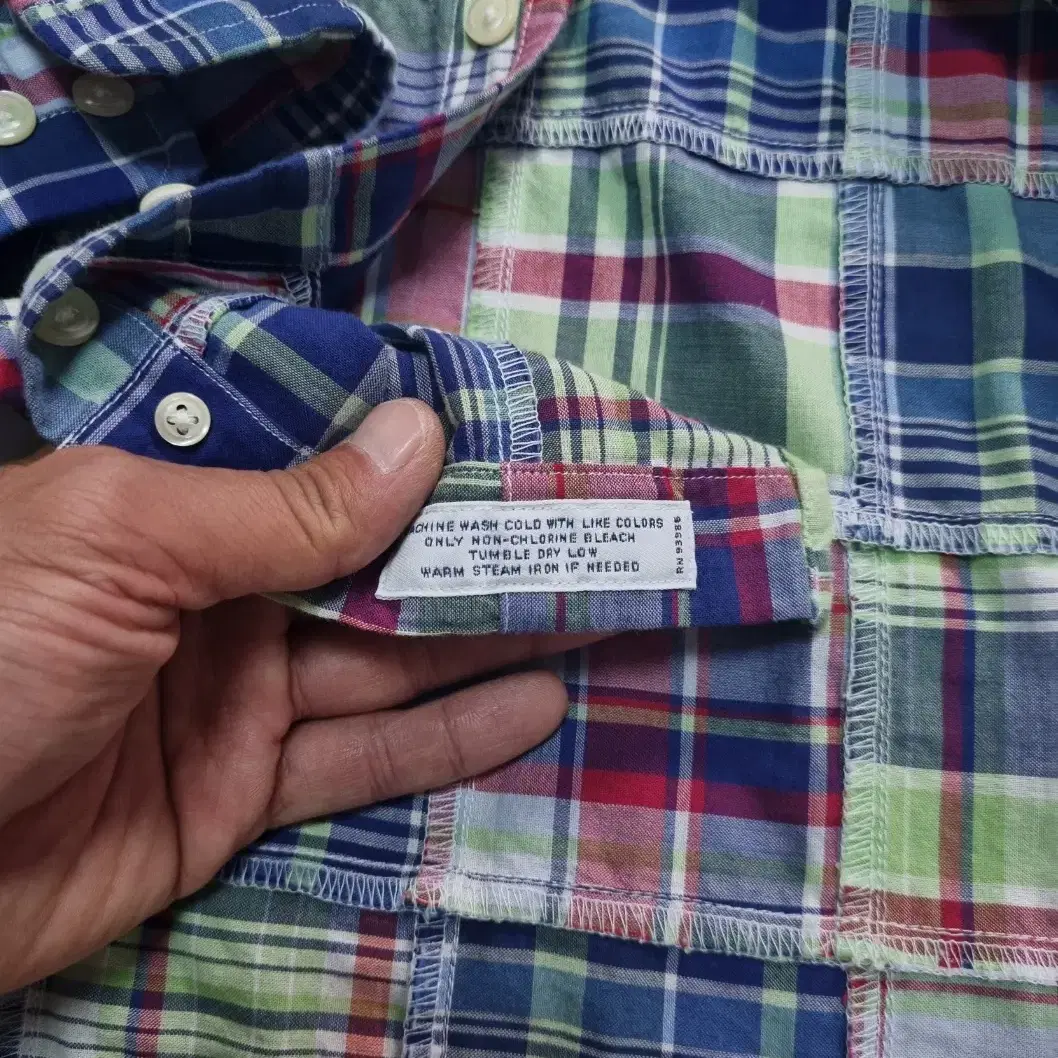 CHINE WASH COLD WITH LIKE COLORS
ONLY NON-CHLORINE BLEACH
TUMBLE DRY LOW
WARM STEAM IRON IF NEEDED
RN 93986